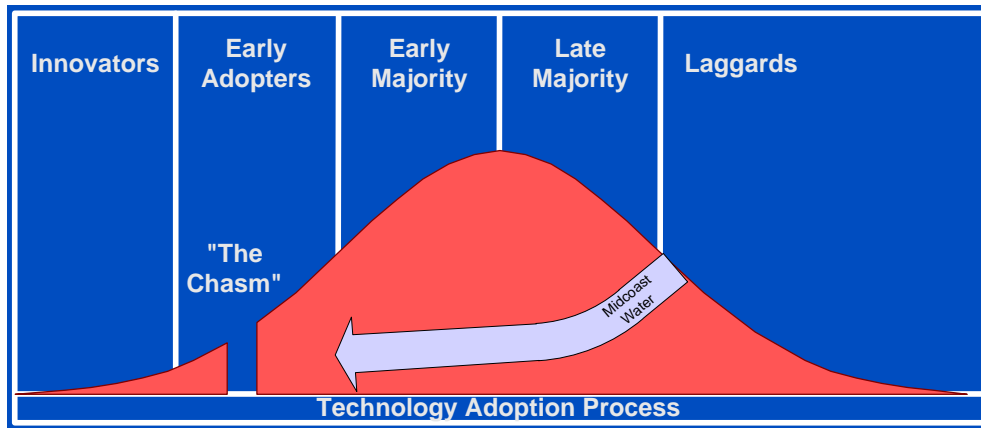 Innovators
Early
Adopters
Early
Majority
Late
Majority
Laggards
"The
Chasm"
Midcoast
Water
Technology Adoption Process